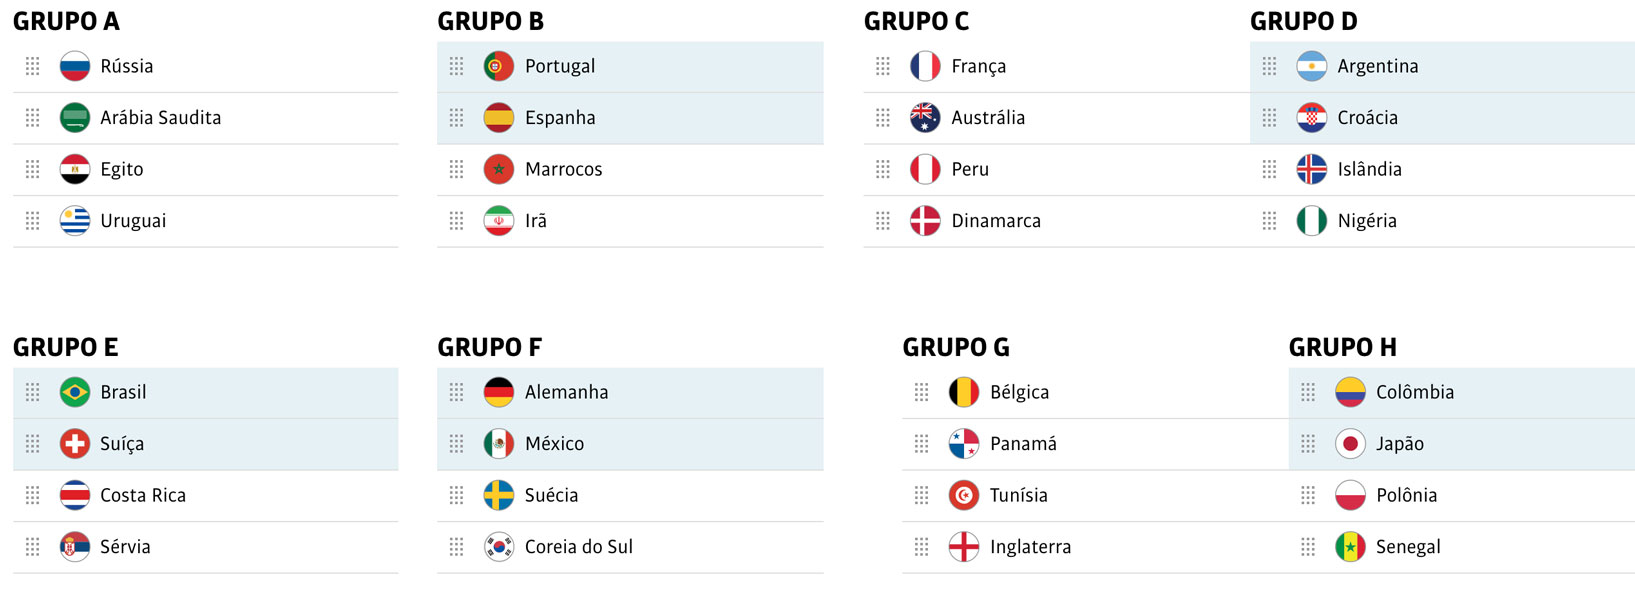 GRUPO A
Rússia
Arábia Saudita
Egito
Uruguai
GRUPO B
Portugal
Espanha
Marrocos
Irã
GRUPO C
França
Austrália
Peru
Dinamarca
GRUPO D
Argentina
Croácia
Islândia
Nigéria
GRUPO E
Brasil
Suíça
Costa Rica
Sérvia
GRUPO F
Alemanha
México
Suécia
Coreia do Sul
GRUPO G
Bélgica
Panamá
Tunísia
Inglaterra
GRUPO H
Colômbia
Japão
Polônia
Senegal